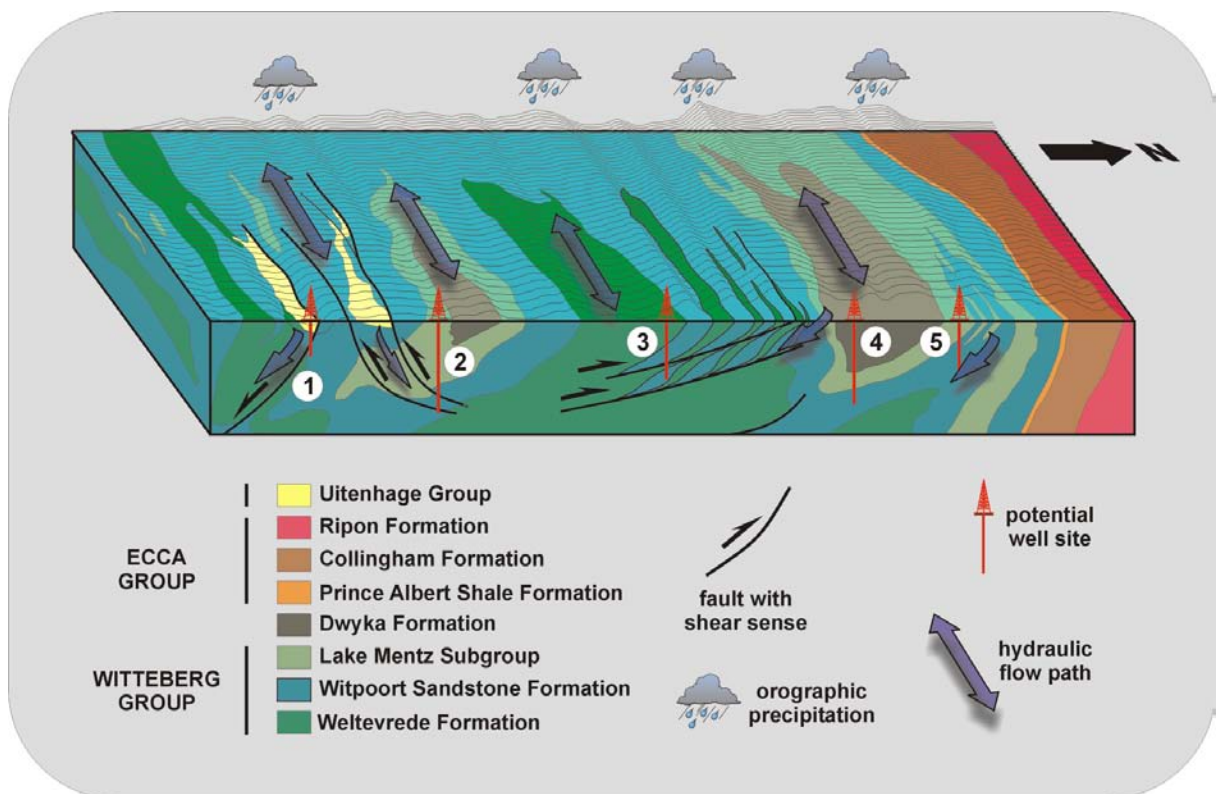 N
1
2
3
4
5
Uitenhage Group
ECCA
GROUP
Ripon Formation
Collingham Formation
Prince Albert Shale Formation
Dwyka Formation
WITTEBERG
GROUP
Lake Mentz Subgroup
Witpoort Sandstone Formation
Weltevrede Formation
fault with
shear sense
orographic
precipitation
potential
well site
hydraulic
flow path